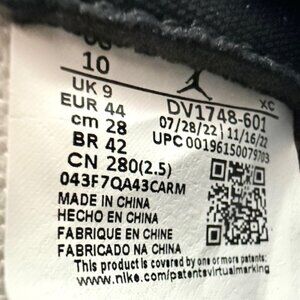 10
XC
UK 9
EUR 44
cm 28
BR 42
CN 280(2.5)
DV1748-601
07/28/22 | 11/16/22
UPC 00196150079703
043F7QA43CARM
MADE IN CHINA
HECHO EN CHINA
FABRIQUE EN CHINE
FABRICADO NA CHINA
This product is covered by one or more patents:
www.nike.com/patentsvirtualmarking